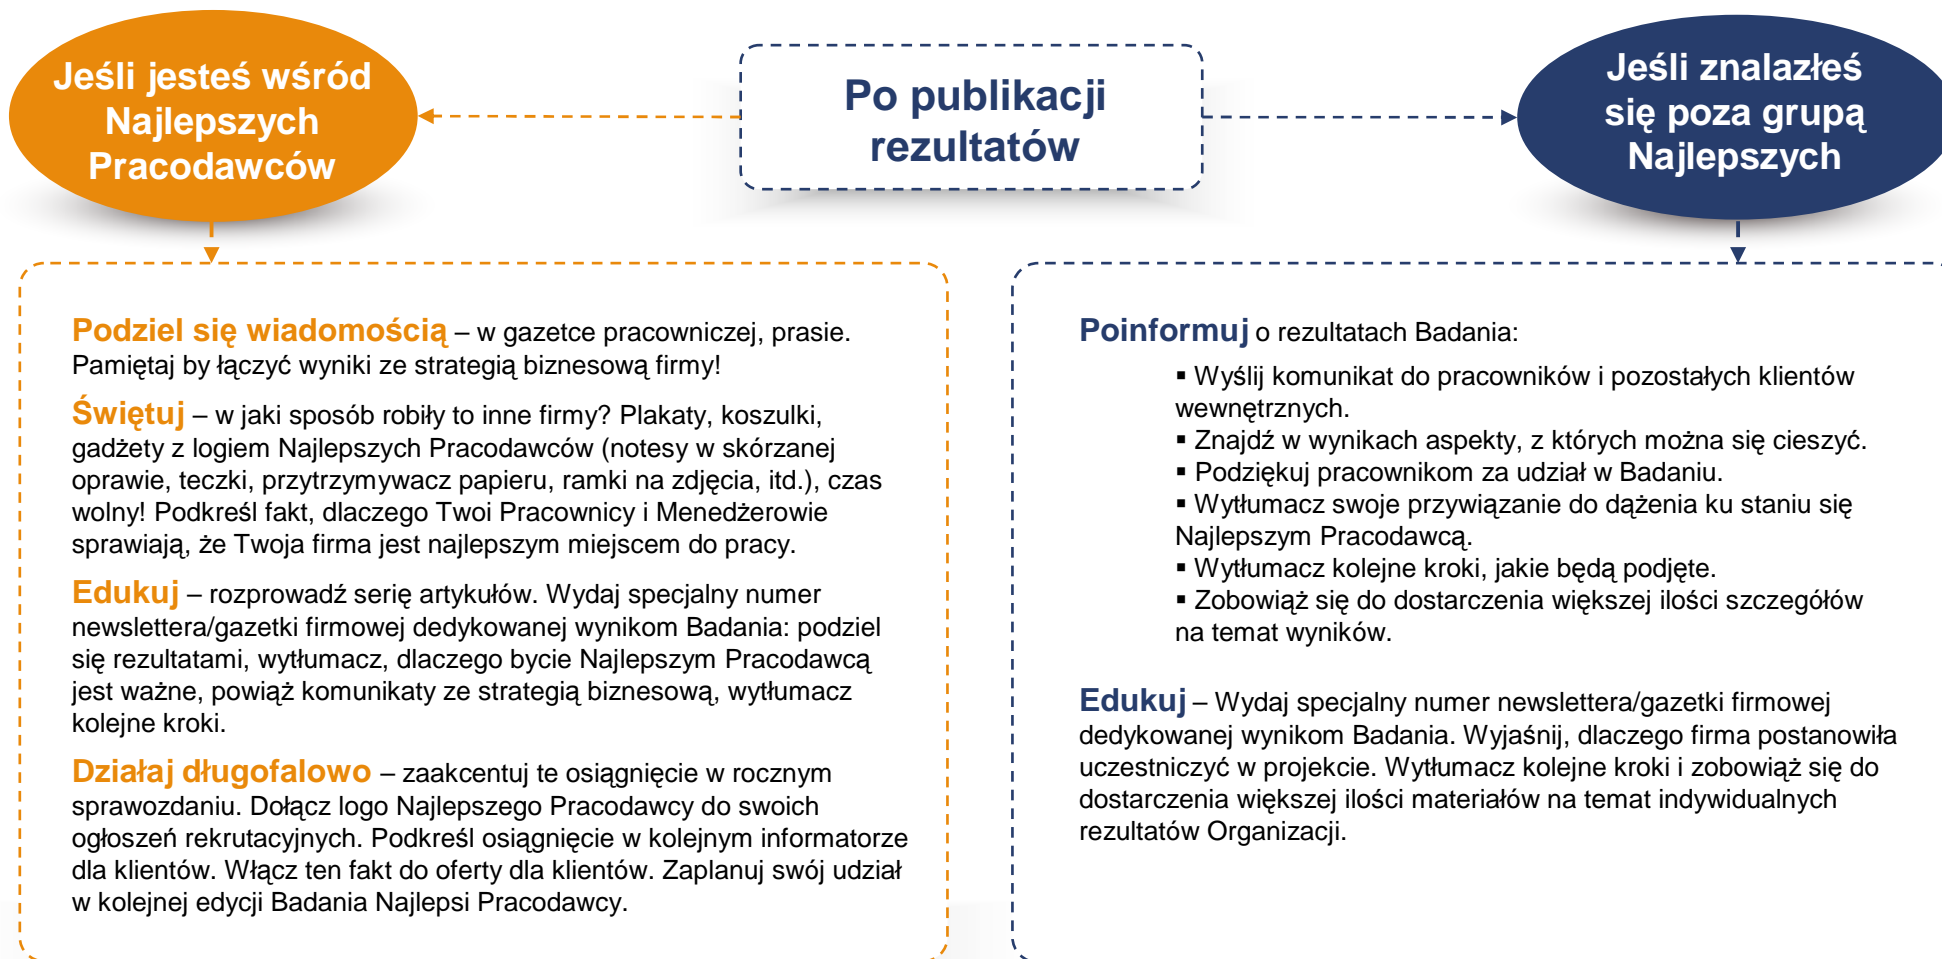 Jeśli jesteś wśród
Najlepszych
Pracodawców
Po publikacji
rezultatów
Jeśli znalazłeś
się poza grupą
Najlepszych
Podziel się wiadomością – w gazetce pracowniczej, prasie.
Pamiętaj by łączyć wyniki ze strategią biznesową firmy!
Świętuj – w jaki sposób robiły to inne firmy? Plakaty, koszulki,
gadżety z logiem Najlepszych Pracodawców (notesy w skórzanej
oprawie, teczki, przytrzymywacz papieru, ramki na zdjęcia, itd.), czas
wolny! Podkreśl fakt, dlaczego Twoi Pracownicy i Menedżerowie
sprawiają, że Twoja firma jest najlepszym miejscem do pracy.
Edukuj – rozprowadź serię artykułów. Wydaj specjalny numer
newslettera/gazetki firmowej dedykowanej wynikom Badania: podziel
się rezultatami, wytłumacz, dlaczego bycie Najlepszym Pracodawcą
jest ważne, powiąż komunikaty ze strategią biznesową, wytłumacz
kolejne kroki.
Działaj długofalowo – zaakcentuj te osiągnięcie w rocznym
sprawozdaniu. Dołącz logo Najlepszego Pracodawcy do swoich
ogłoszeń rekrutacyjnych. Podkreśl osiągnięcie w kolejnym informatorze
dla klientów. Włącz ten fakt do oferty dla klientów. Zaplanuj swój udział
w kolejnej edycji Badania Najlepsi Pracodawcy.
Poinformuj o rezultatach Badania:
▪ Wyślij komunikat do pracowników i pozostałych klientów
wewnętrznych.
▪ Znajdź w wynikach aspekty, z których można się cieszyć.
▪ Podziękuj pracownikom za udział w Badaniu.
▪ Wytłumacz swoje przywiązanie do dążenia ku staniu się
Najlepszym Pracodawcą.
▪ Wytłumacz kolejne kroki, jakie będą podjęte.
▪ Zobowiąż się do dostarczenia większej ilości szczegółów
na temat wyników.
Edukuj – Wydaj specjalny numer newslettera/gazetki firmowej
dedykowanej wynikom Badania. Wyjaśnij, dlaczego firma postanowiła
uczestniczyć w projekcie. Wytłumacz kolejne kroki i zobowiąż się do
dostarczenia większej ilości materiałów na temat indywidualnych
rezultatów Organizacji.